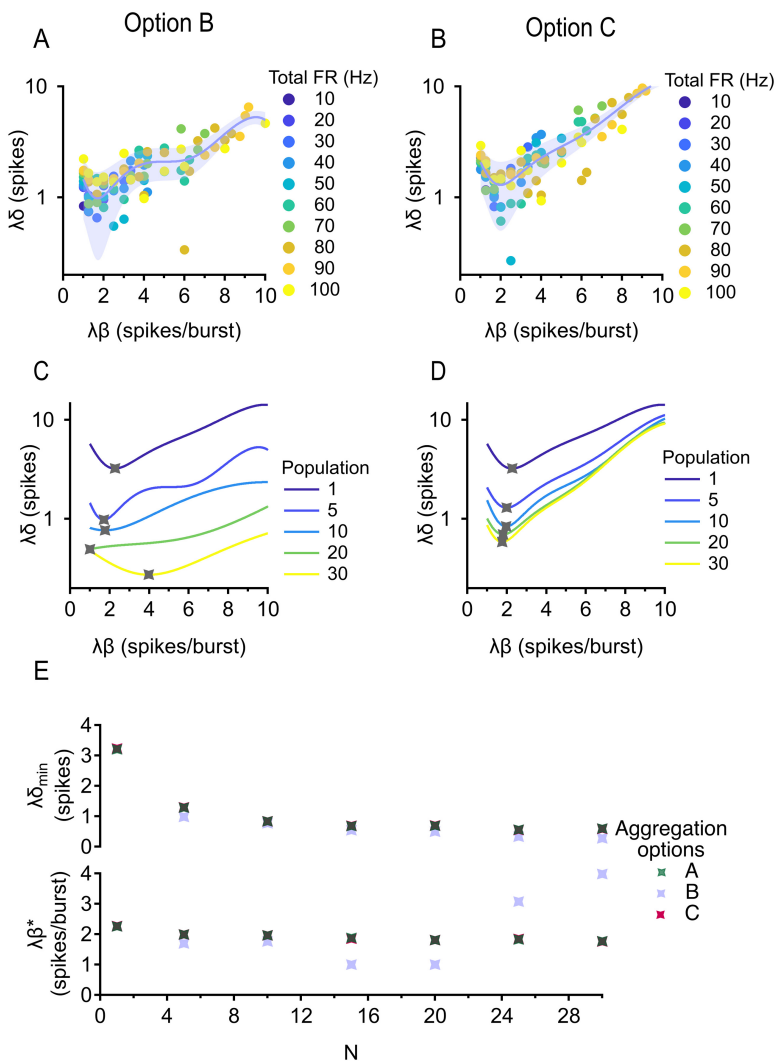 Option B
Option C
A
B
λδ (spikes)
10
1
0 2 4 6 8 10
λβ (spikes/burst)
Total FR (Hz)
10
20
30
40
50
60
70
80
90
100
λδ (spikes)
10
1
0 2 4 6 8 10
λβ (spikes/burst)
Total FR (Hz)
10
20
30
40
50
60
70
80
90
100
C
D
λδ (spikes)
10
1
0 2 4 6 8 10
λβ (spikes/burst)
Population
1
5
10
20
30
λδ (spikes)
10
1
0 2 4 6 8 10
λβ (spikes/burst)
Population
1
5
10
20
30
E
λδmin
(spikes)
4
3
2
1
0
λβ*
(spikes/burst)
4
3
2
1
0
0 4 8 12 16 20 24 28
N
Aggregation
options
A
B
C